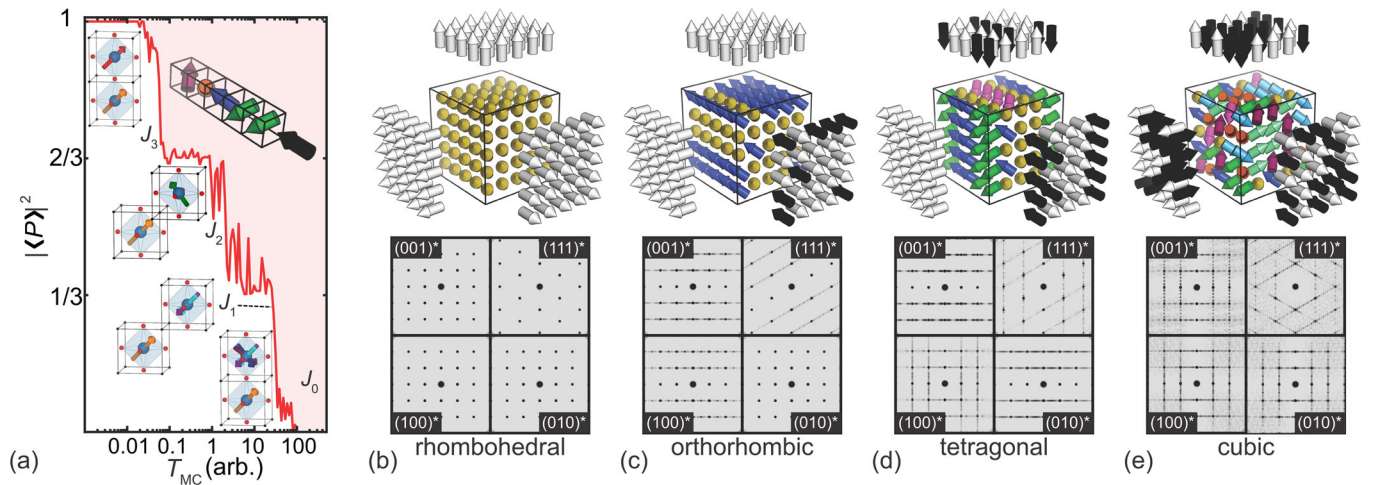 1
2/3
1/3
|⟨P⟩|²
J₃
J₂
J₁
J₀
0.01 0.1 1 10 100
T_MC (arb.)
(a)
(001)* (111)*
(100)* (010)*
(b) rhombohedral
(001)* (111)*
(100)* (010)*
(c) orthorhombic
(001)* (111)*
(100)* (010)*
(d) tetragonal
(001)* (111)*
(100)* (010)*
(e) cubic